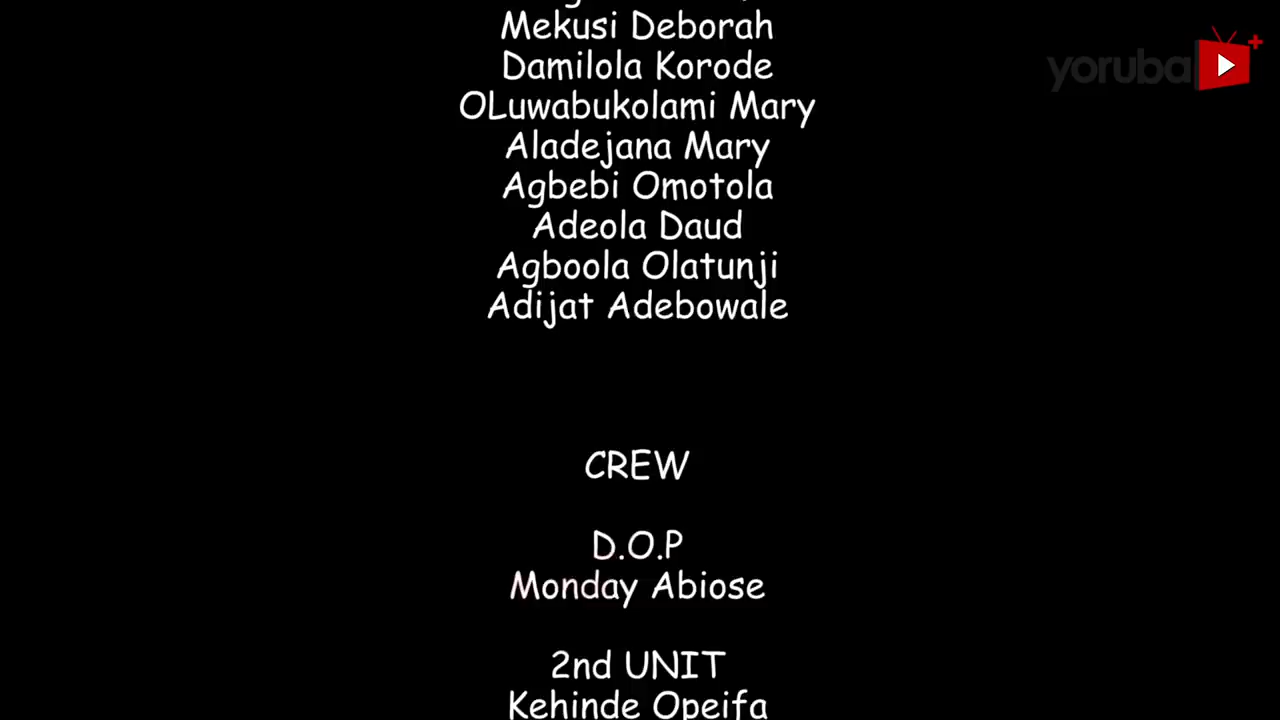 Mekusi Deborah
Damilola Korode
OLuwabukolami Mary
Aladejana Mary
Agbebi Omotola
Adeola Daud
Agboola Olatunji
Adijat Adebowale
CREW
D.O.P
Monday Abiose
2nd UNIT
Kehinde Opeifa
yoruba+